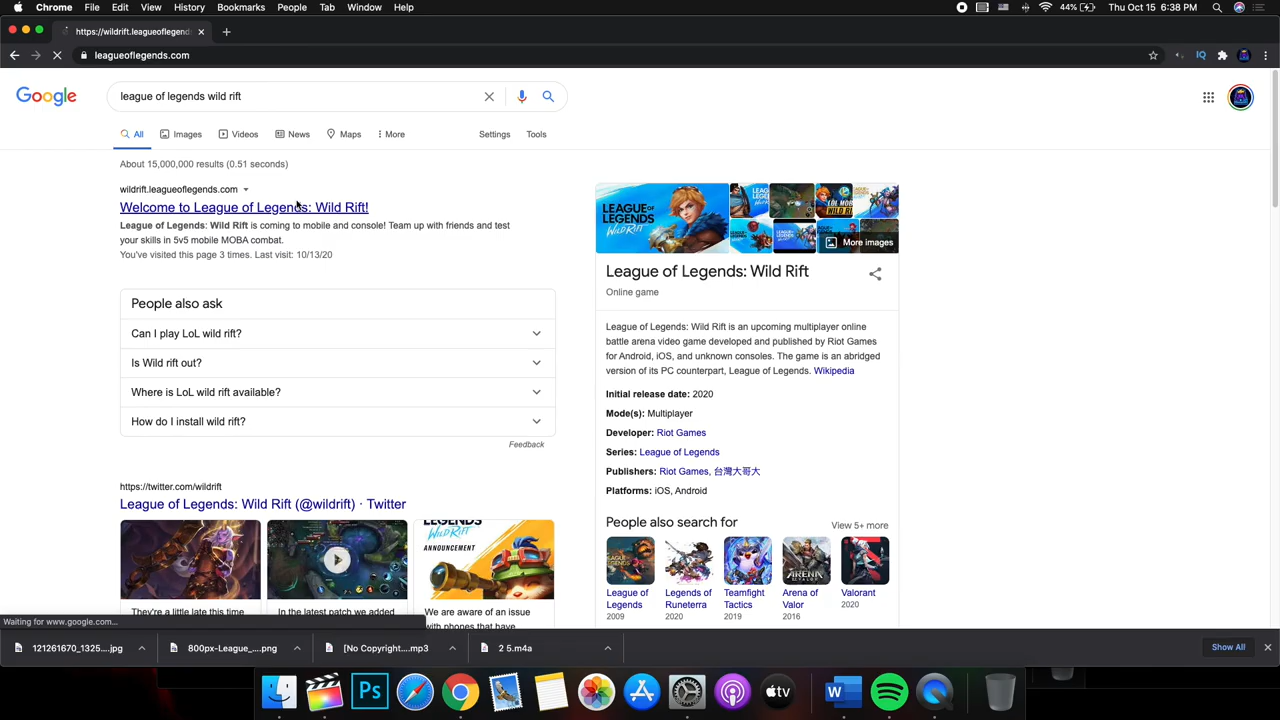 Chrome File Edit View History Bookmarks People Tab Window Help
44% Thu Oct 15 6:38 PM
https://wildrift.leagueoflegend
leagueoflegends.com
Google
league of legends wild rift
All Images Videos News Maps More Settings Tools
About 15,000,000 results (0.51 seconds)
wildrift.leagueoflegends.com
Welcome to League of Legends: Wild Rift!
League of Legends: Wild Rift is coming to mobile and console! Team up with friends and test
your skills in 5v5 mobile MOBA combat.
You've visited this page 3 times. Last visit: 10/13/20
People also ask
Can I play LoL wild rift?
Is Wild rift out?
Where is LoL wild rift available?
How do I install wild rift?
Feedback
https://twitter.com/wildrift
League of Legends: Wild Rift (@wildrift) · Twitter
LEGENDS
WILD RIFT
ANNOUNCEMENT
They're a little late this time
In the latest patch we added
We are aware of an issue
with phones that have
LEAGUE OF
LEGENDS
WILD RIFT
More images
League of Legends: Wild Rift
Online game
League of Legends: Wild Rift is an upcoming multiplayer online
battle arena video game developed and published by Riot Games
for Android, iOS, and unknown consoles. The game is an abridged
version of its PC counterpart, League of Legends. Wikipedia
Initial release date: 2020
Mode(s): Multiplayer
Developer: Riot Games
Series: League of Legends
Publishers: Riot Games, 台灣大哥大
Platforms: iOS, Android
People also search for
View 5+ more
League of
Legends
2009
Legends of
Runeterra
2020
Teamfight
Tactics
2019
Arena of
Valor
2016
Valorant
2020
Waiting for www.google.com...
121261670_1325....jpg
800px-League_....png
[No Copyright....mp3
2 5.m4a
Show All
Ps
tv
W